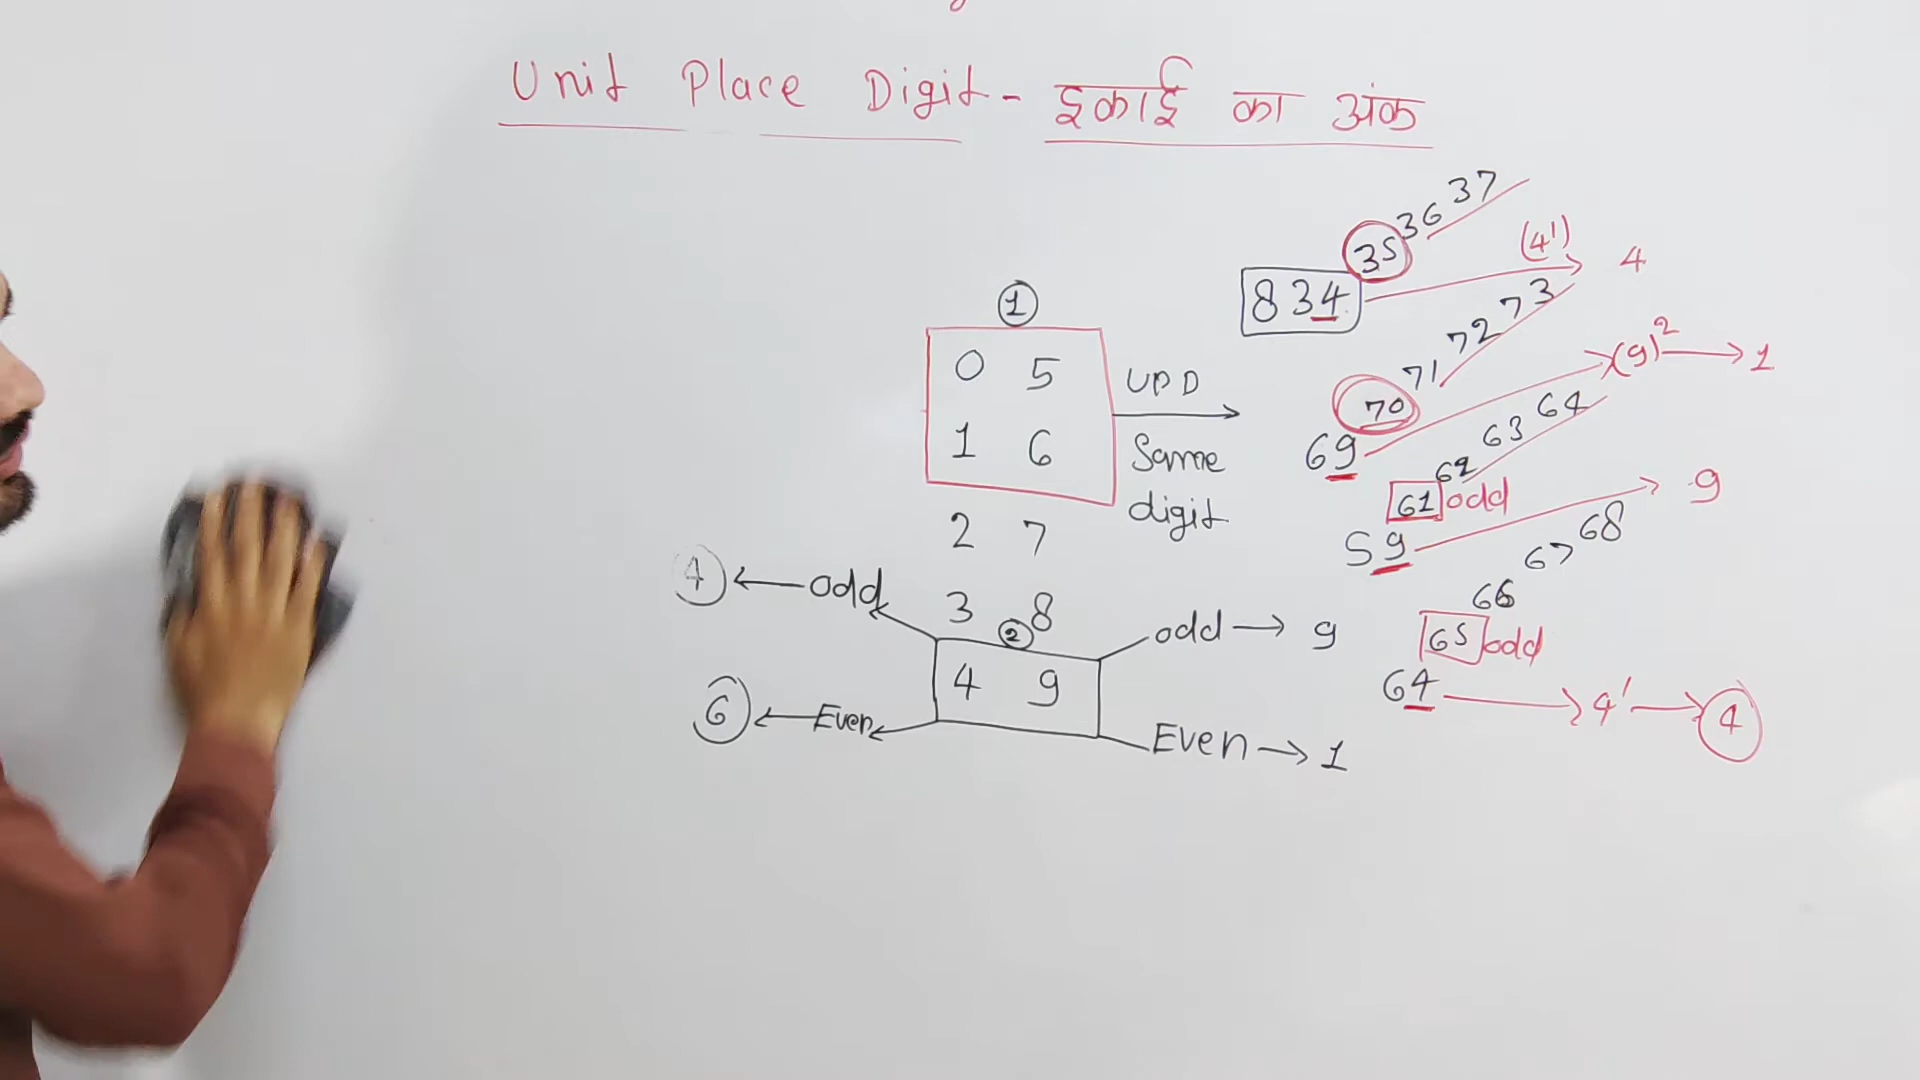 Unit Place Digit - इकाई का अंक
35 36 37
834 (4¹) 4
1
0 5
1 6
UPD
Same
digit
70 71 72 73
69 (9)² 1
61 odd 62 63 64
59 9
2 7
3 8
4 odd
2
odd 9
4 9
6 Even
Even 1
65 odd 66 67 68
64 4¹ 4